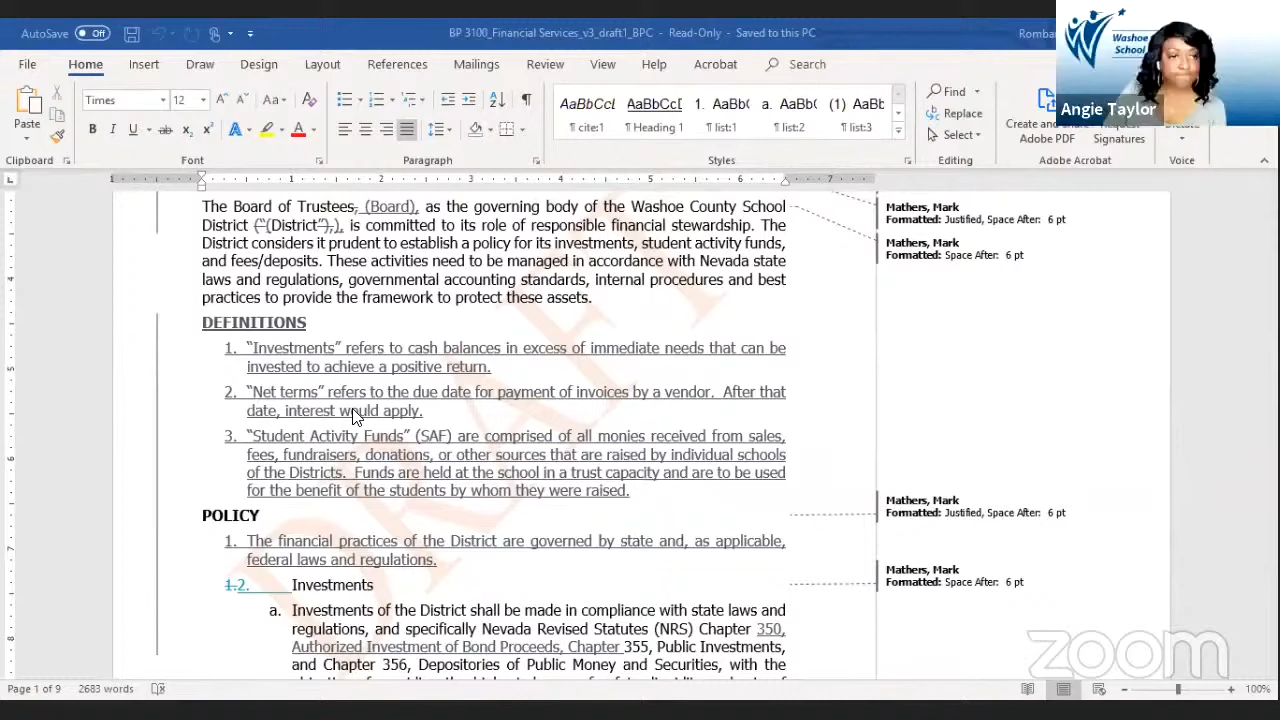 AutoSave Off
BP 3100_Financial Services_v3_draft1_BPC - Read-Only - Saved to this PC
Washoe
School
Angie Taylor
File Home Insert Draw Design Layout References Mailings Review View Help Acrobat Search
Paste
Clipboard
Times 12
Font
Paragraph
AaBbCcL AaBbCcD 1. AaBb( a. AaBb( (1) AaBb
¶ cite:1 ¶ Heading 1 ¶ list:1 ¶ list:2 ¶ list:3
Styles
Find
Replace
Select
Editing
Adobe PDF Signatures
Adobe Acrobat
Voice
The Board of Trustees, (Board), as the governing body of the Washoe County School
District (“(District”),), is committed to its role of responsible financial stewardship. The
District considers it prudent to establish a policy for its investments, student activity funds,
and fees/deposits. These activities need to be managed in accordance with Nevada state
laws and regulations, governmental accounting standards, internal procedures and best
practices to provide the framework to protect these assets.
DEFINITIONS
1. “Investments” refers to cash balances in excess of immediate needs that can be
invested to achieve a positive return.
2. “Net terms” refers to the due date for payment of invoices by a vendor. After that
date, interest would apply.
3. “Student Activity Funds” (SAF) are comprised of all monies received from sales,
fees, fundraisers, donations, or other sources that are raised by individual schools
of the Districts. Funds are held at the school in a trust capacity and are to be used
for the benefit of the students by whom they were raised.
POLICY
1. The financial practices of the District are governed by state and, as applicable,
federal laws and regulations.
1.2. Investments
a. Investments of the District shall be made in compliance with state laws and
regulations, and specifically Nevada Revised Statutes (NRS) Chapter 350,
Authorized Investment of Bond Proceeds, Chapter 355, Public Investments,
and Chapter 356, Depositories of Public Money and Securities, with the
DRAFT
Mathers, Mark
Formatted: Justified, Space After: 6 pt
Mathers, Mark
Formatted: Space After: 6 pt
Mathers, Mark
Formatted: Justified, Space After: 6 pt
Mathers, Mark
Formatted: Space After: 6 pt
zoom
Page 1 of 9 2683 words
100%